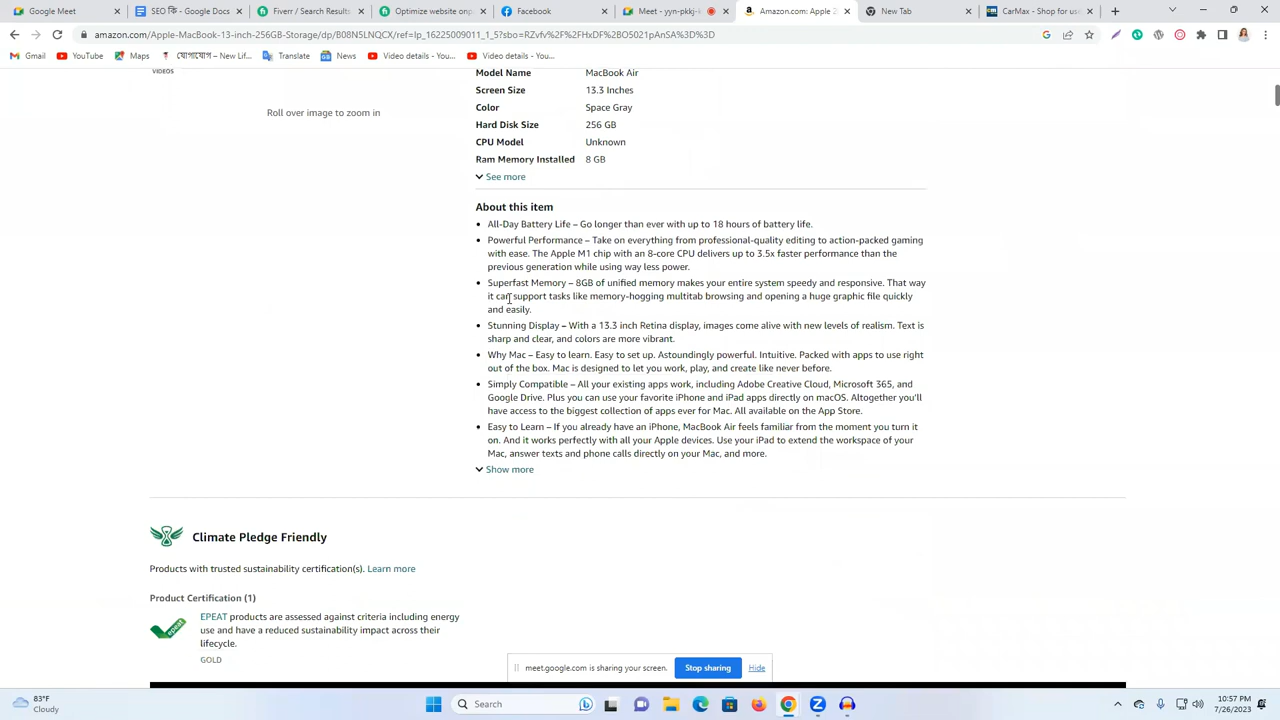 Google Meet
SEO কি - Google Docs
Fiverr / Search Results
Optimize website onp
Facebook
Meet - yyn-pkkj-
Amazon.com: Apple 2
New Tab
CarMax - Shop for use
amazon.com/Apple-MacBook-13-inch-256GB-Storage/dp/B08N5LNQCX/ref=lp_16225009011_1_5?sbo=RZvfv%2F%2FHxDF%2BO5021pAnSA%3D%3D
Gmail
YouTube
Maps
যোগাযোগ – New Lif...
Translate
News
Video details - You...
Video details - You...
VIDEOS
Roll over image to zoom in
Model Name MacBook Air
Screen Size 13.3 Inches
Color Space Gray
Hard Disk Size 256 GB
CPU Model Unknown
Ram Memory Installed 8 GB
See more
About this item
All-Day Battery Life – Go longer than ever with up to 18 hours of battery life.
Powerful Performance – Take on everything from professional-quality editing to action-packed gaming
with ease. The Apple M1 chip with an 8-core CPU delivers up to 3.5x faster performance than the
previous generation while using way less power.
Superfast Memory – 8GB of unified memory makes your entire system speedy and responsive. That way
it can support tasks like memory-hogging multitab browsing and opening a huge graphic file quickly
and easily.
Stunning Display – With a 13.3 inch Retina display, images come alive with new levels of realism. Text is
sharp and clear, and colors are more vibrant.
Why Mac – Easy to learn. Easy to set up. Astoundingly powerful. Intuitive. Packed with apps to use right
out of the box. Mac is designed to let you work, play, and create like never before.
Simply Compatible – All your existing apps work, including Adobe Creative Cloud, Microsoft 365, and
Google Drive. Plus you can use your favorite iPhone and iPad apps directly on macOS. Altogether you'll
have access to the biggest collection of apps ever for Mac. All available on the App Store.
Easy to Learn – If you already have an iPhone, MacBook Air feels familiar from the moment you turn it
on. And it works perfectly with all your Apple devices. Use your iPad to extend the workspace of your
Mac, answer texts and phone calls directly on your Mac, and more.
Show more
Climate Pledge Friendly
Products with trusted sustainability certification(s). Learn more
Product Certification (1)
EPEAT products are assessed against criteria including energy
use and have a reduced sustainability impact across their
lifecycle.
GOLD
epeat
meet.google.com is sharing your screen. Stop sharing Hide
83°F
Cloudy
Search
10:57 PM
7/26/2023